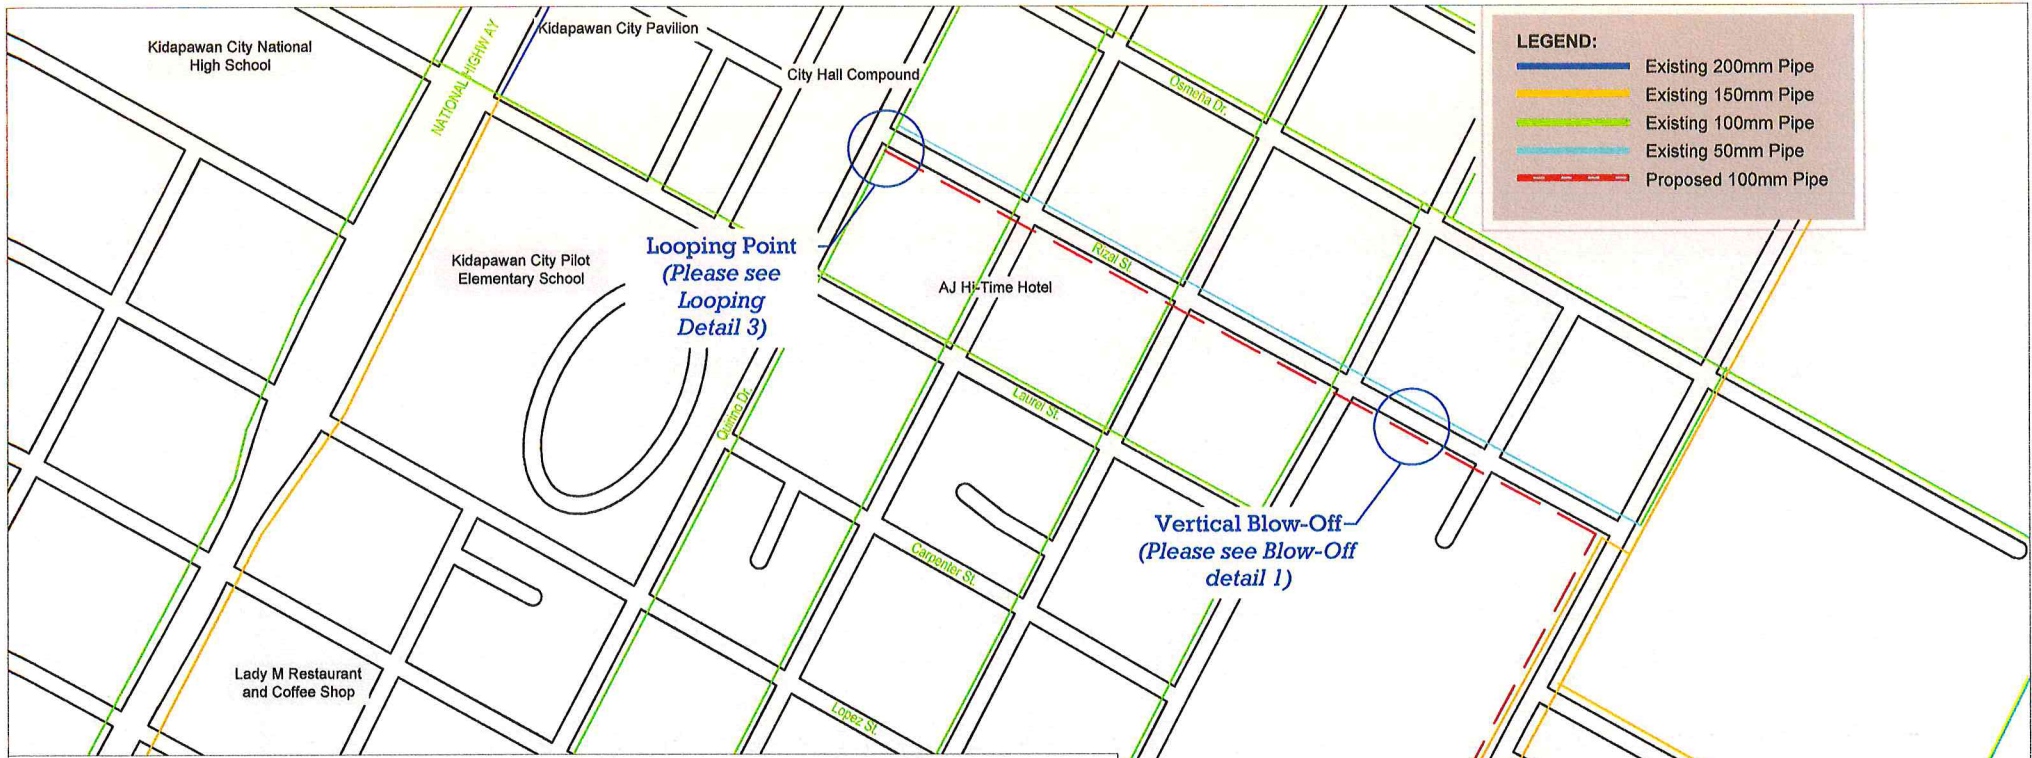 Kidapawan City National
High School
NATIONAL HIGHWAY
Kidapawan City Pavilion
City Hall Compound
Osmeña Dr.
LEGEND:
Existing 200mm Pipe
Existing 150mm Pipe
Existing 100mm Pipe
Existing 50mm Pipe
Proposed 100mm Pipe
Kidapawan City Pilot
Elementary School
Looping Point
(Please see
Looping
Detail 3)
Rizal St.
AJ Hi-Time Hotel
Quirino Dr.
Laurel St.
Vertical Blow-Off
(Please see Blow-Off
detail 1)
Carpenter St.
Lady M Restaurant
and Coffee Shop
Lopez St.